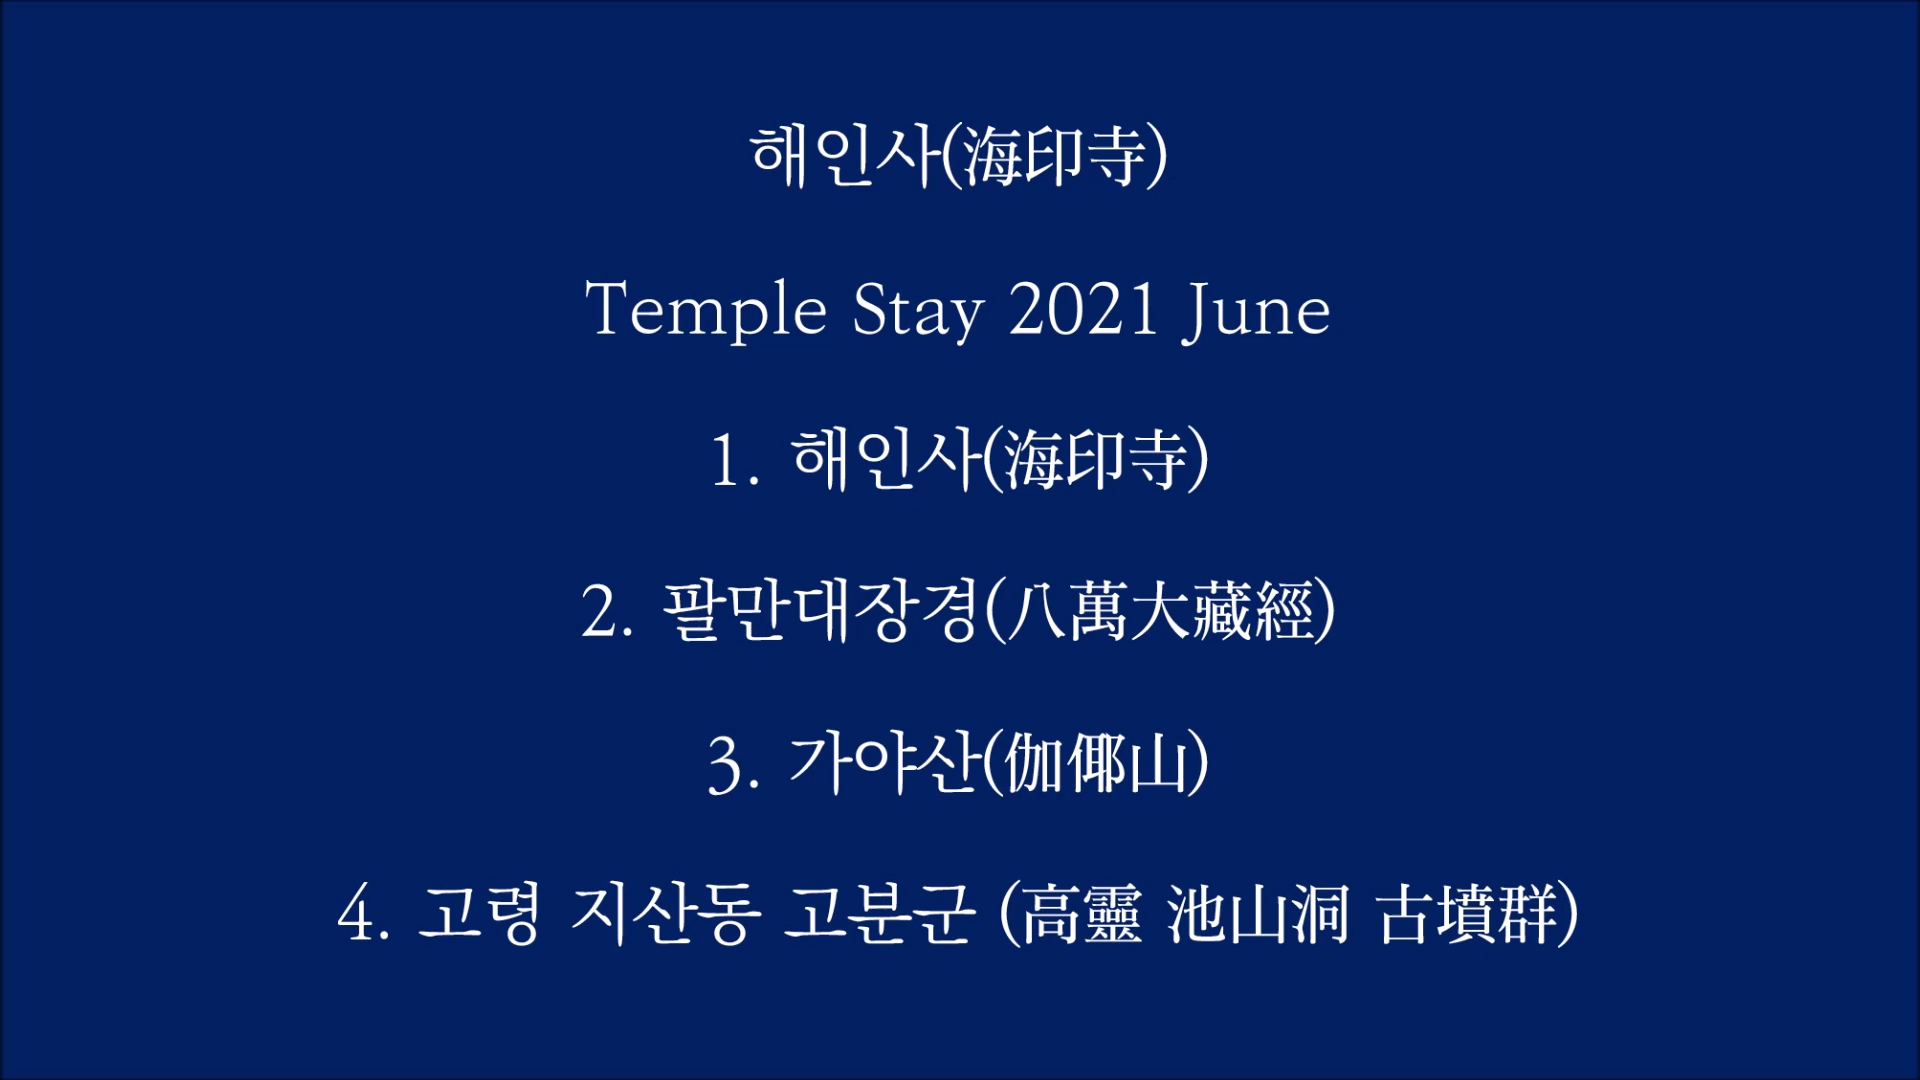 해인사(海印寺)
Temple Stay 2021 June
1. 해인사(海印寺)
2. 팔만대장경(八萬大藏經)
3. 가야산(伽倻山)
4. 고령 지산동 고분군 (高靈 池山洞 古墳群)